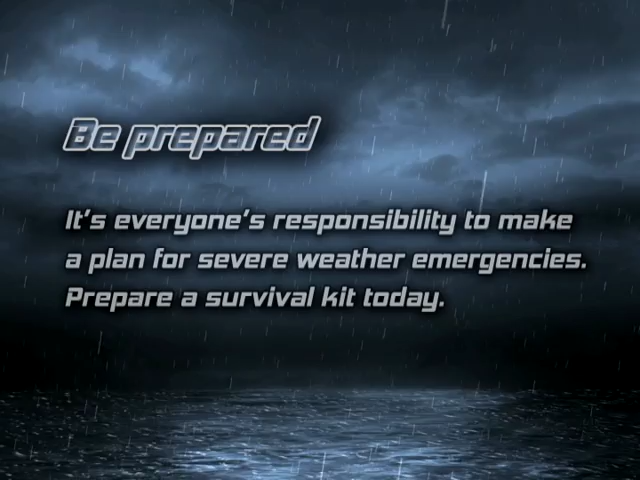 Be prepared
It's everyone's responsibility to make
a plan for severe weather emergencies.
Prepare a survival kit today.